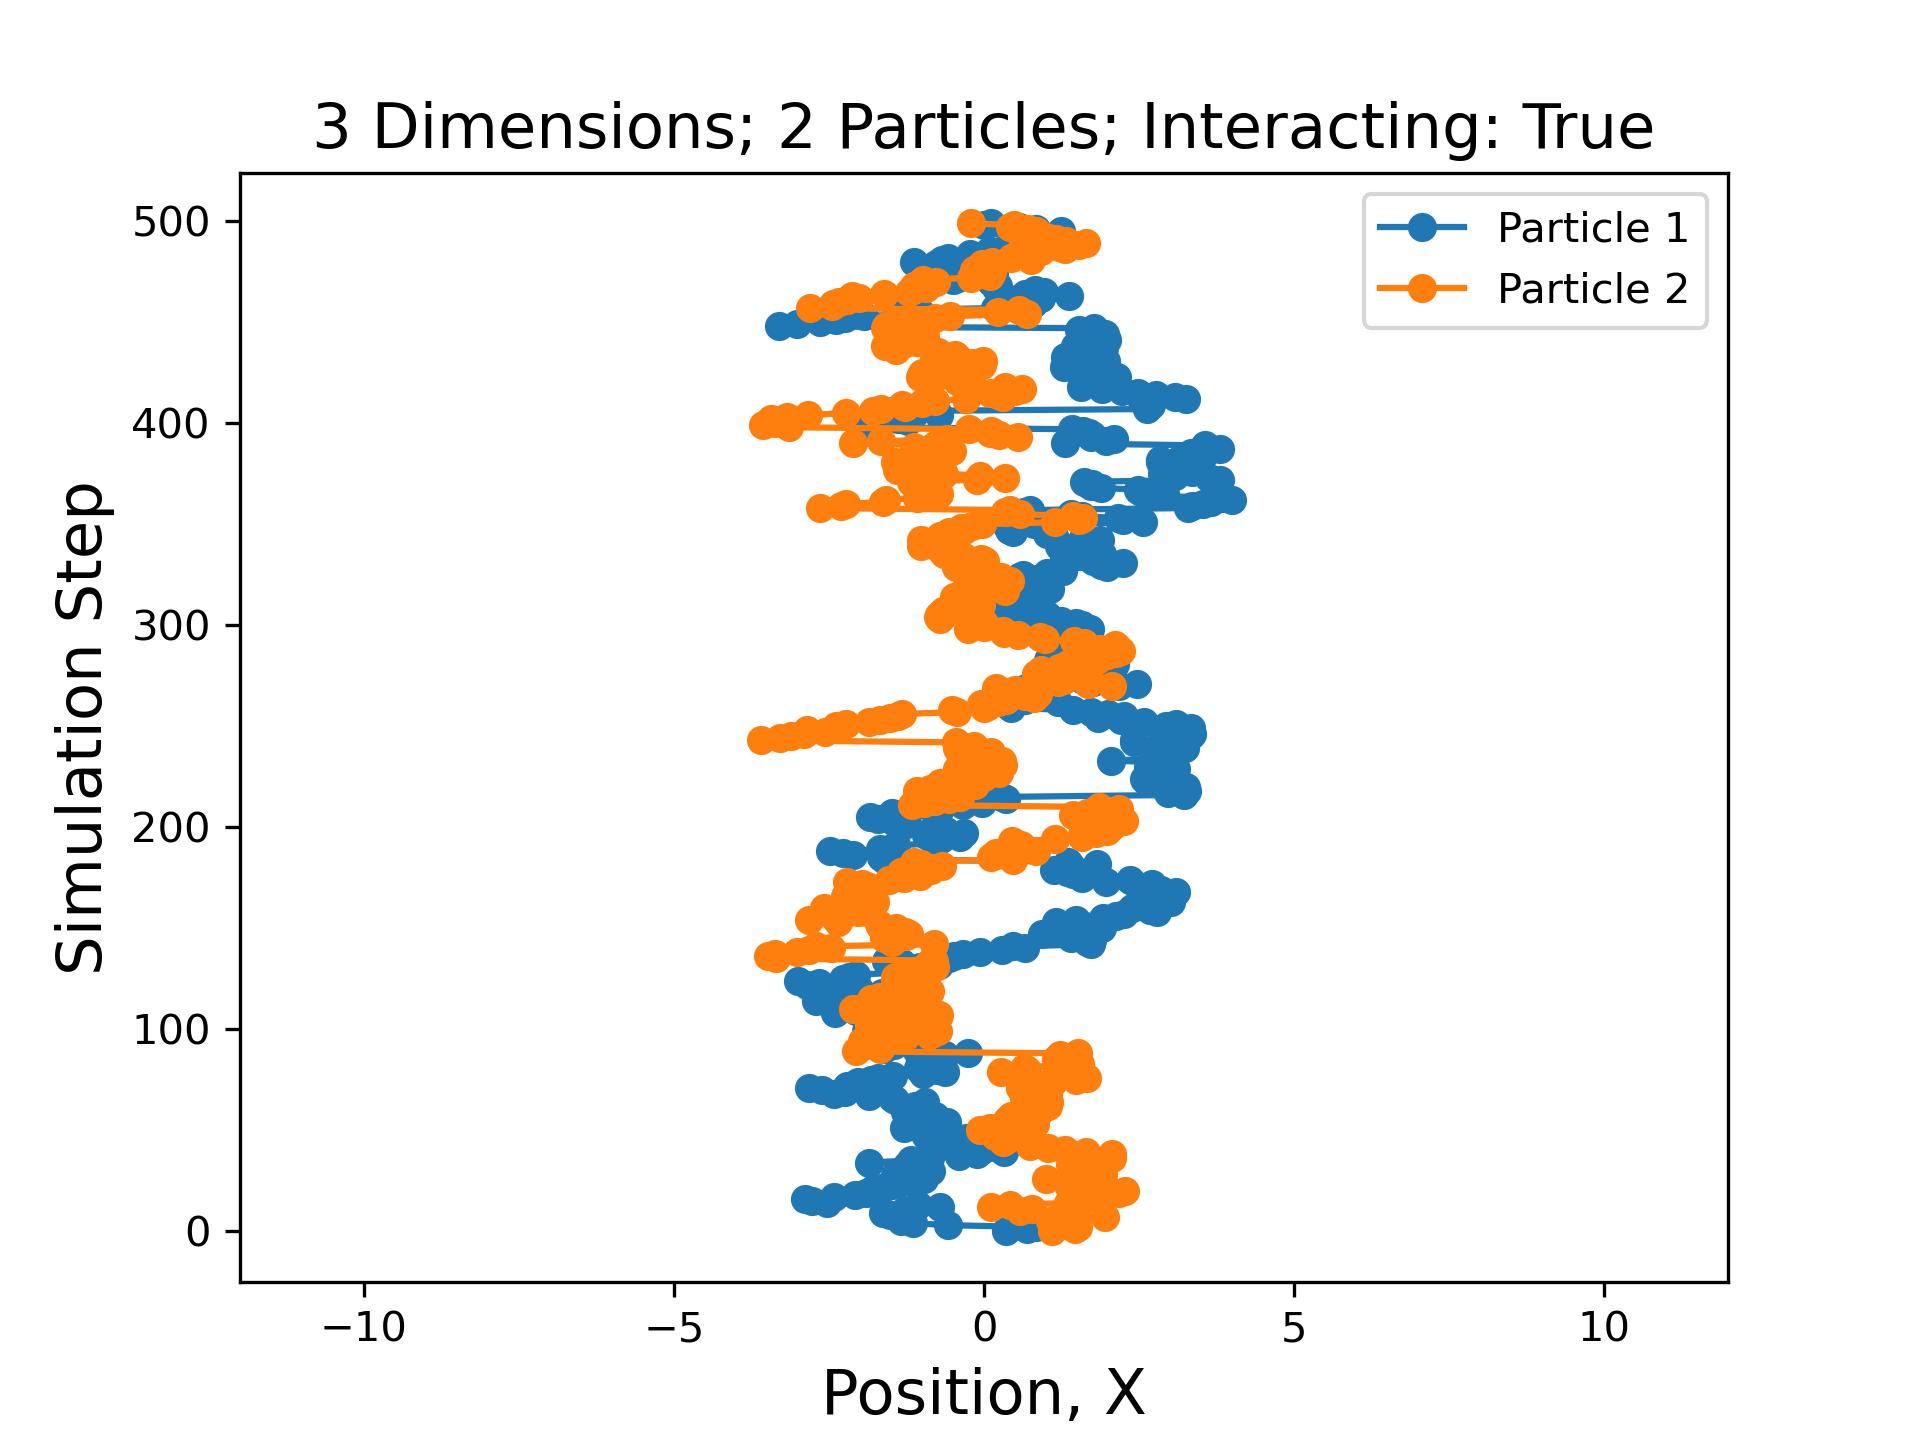 3 Dimensions; 2 Particles; Interacting: True
Particle 1
Particle 2
500
400
300
200
100
0
Simulation Step
−10
−5
0
5
10
Position, X